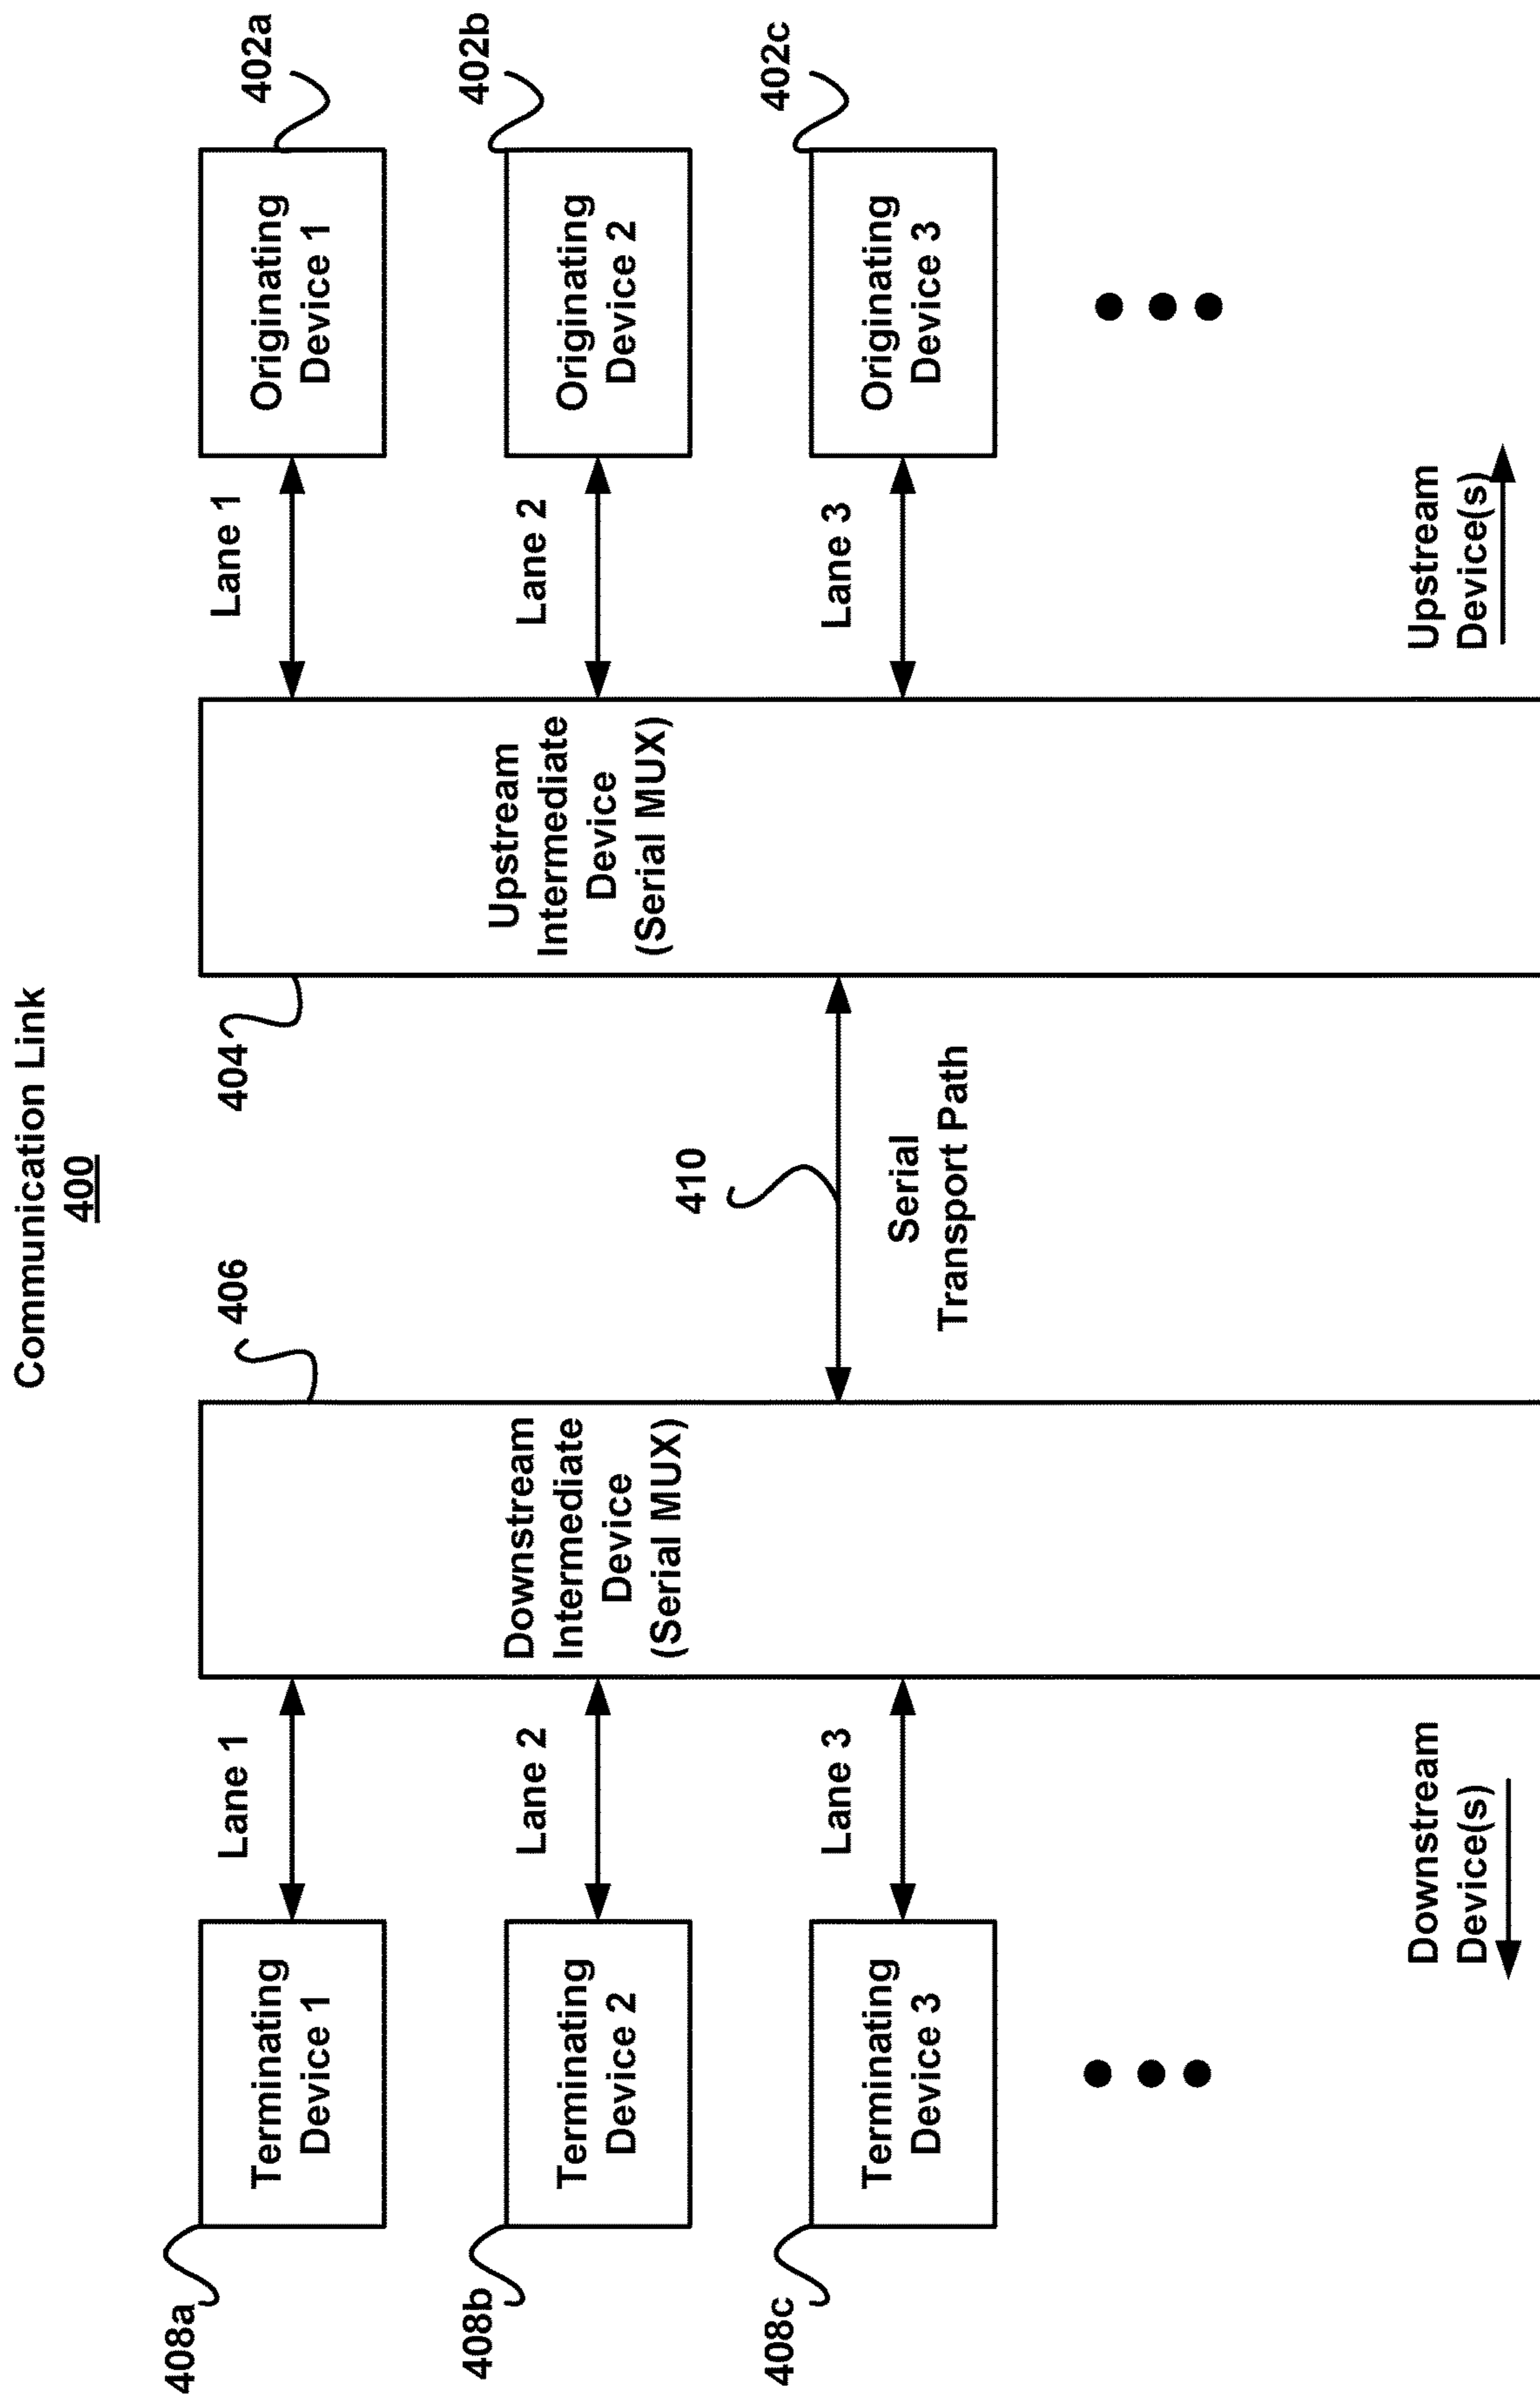 Communication Link
400
408a
Terminating
Device 1
Lane 1
406
404
Lane 1
Originating
Device 1
402a
408b
Terminating
Device 2
Lane 2
Downstream
Intermediate
Device
(Serial MUX)
410
Serial
Transport Path
Upstream
Intermediate
Device
(Serial MUX)
Lane 2
Originating
Device 2
402b
408c
Terminating
Device 3
Lane 3
Lane 3
Originating
Device 3
402c
Downstream
Device(s)
Upstream
Device(s)